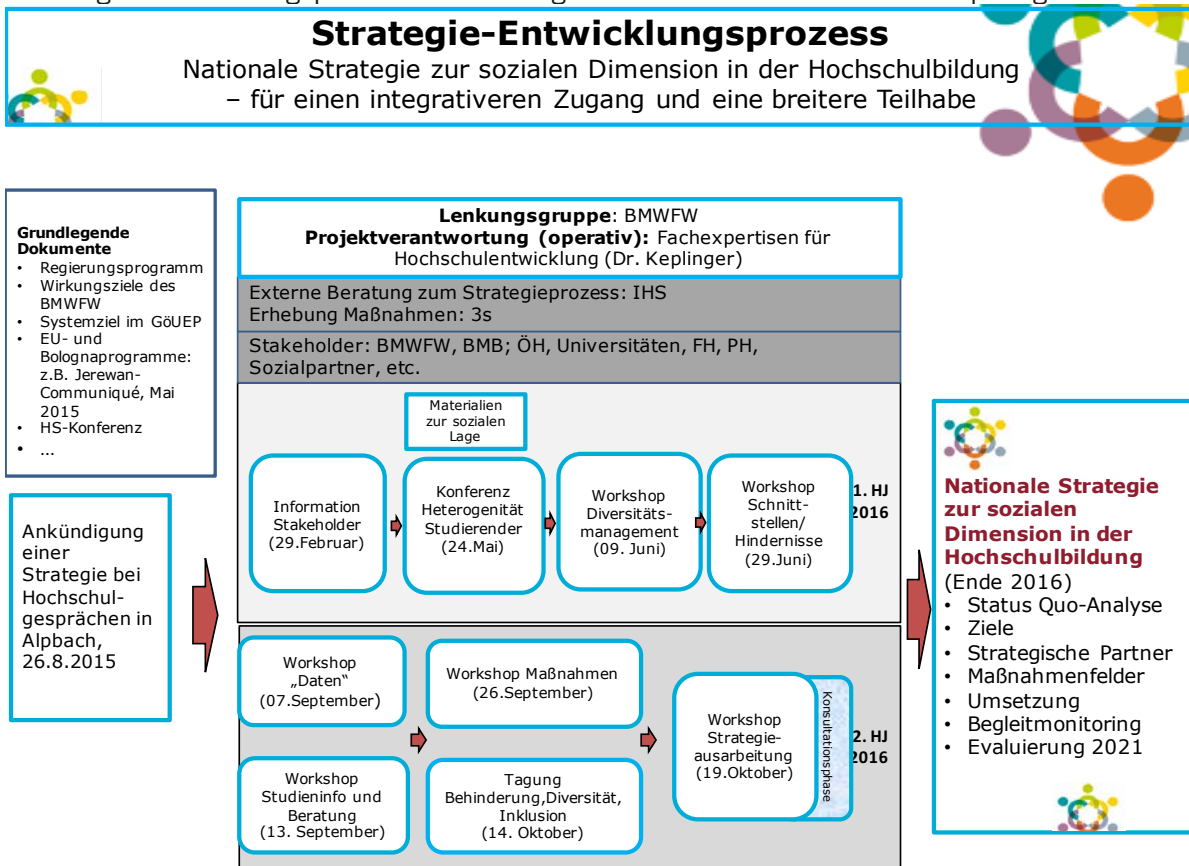 Strategie-Entwicklungsprozess
Nationale Strategie zur sozialen Dimension in der Hochschulbildung
– für einen integrativeren Zugang und eine breitere Teilhabe
Grundlegende
Dokumente
• Regierungsprogramm
• Wirkungsziele des
BMWFW
• Systemziel im GöUEP
• EU- und
Bolognaprogramme:
z.B. Jerewan-
Communiqué, Mai
2015
• HS-Konferenz
• ...
Ankündigung
einer
Strategie bei
Hochschul-
gesprächen in
Alpbach,
26.8.2015
Lenkungsgruppe: BMWFW
Projektverantwortung (operativ): Fachexpertisen für
Hochschulentwicklung (Dr. Keplinger)
Externe Beratung zum Strategieprozess: IHS
Erhebung Maßnahmen: 3s
Stakeholder: BMWFW, BMB; ÖH, Universitäten, FH, PH,
Sozialpartner, etc.
Materialien
zur sozialen
Lage
Information
Stakeholder
(29.Februar)
Konferenz
Heterogenität
Studierender
(24.Mai)
Workshop
Diversitäts-
management
(09. Juni)
Workshop
Schnitt-
stellen/
Hindernisse
(29.Juni)
1. HJ
2016
Workshop
„Daten“
(07.September)
Workshop Maßnahmen
(26.September)
Workshop
Studieninfo und
Beratung
(13. September)
Tagung
Behinderung,Diversität,
Inklusion
(14. Oktober)
Workshop
Strategie-
ausarbeitung
(19.Oktober)
Konsultationsphase
2. HJ
2016
Nationale Strategie
zur sozialen
Dimension in der
Hochschulbildung
(Ende 2016)
• Status Quo-Analyse
• Ziele
• Strategische Partner
• Maßnahmenfelder
• Umsetzung
• Begleitmonitoring
• Evaluierung 2021